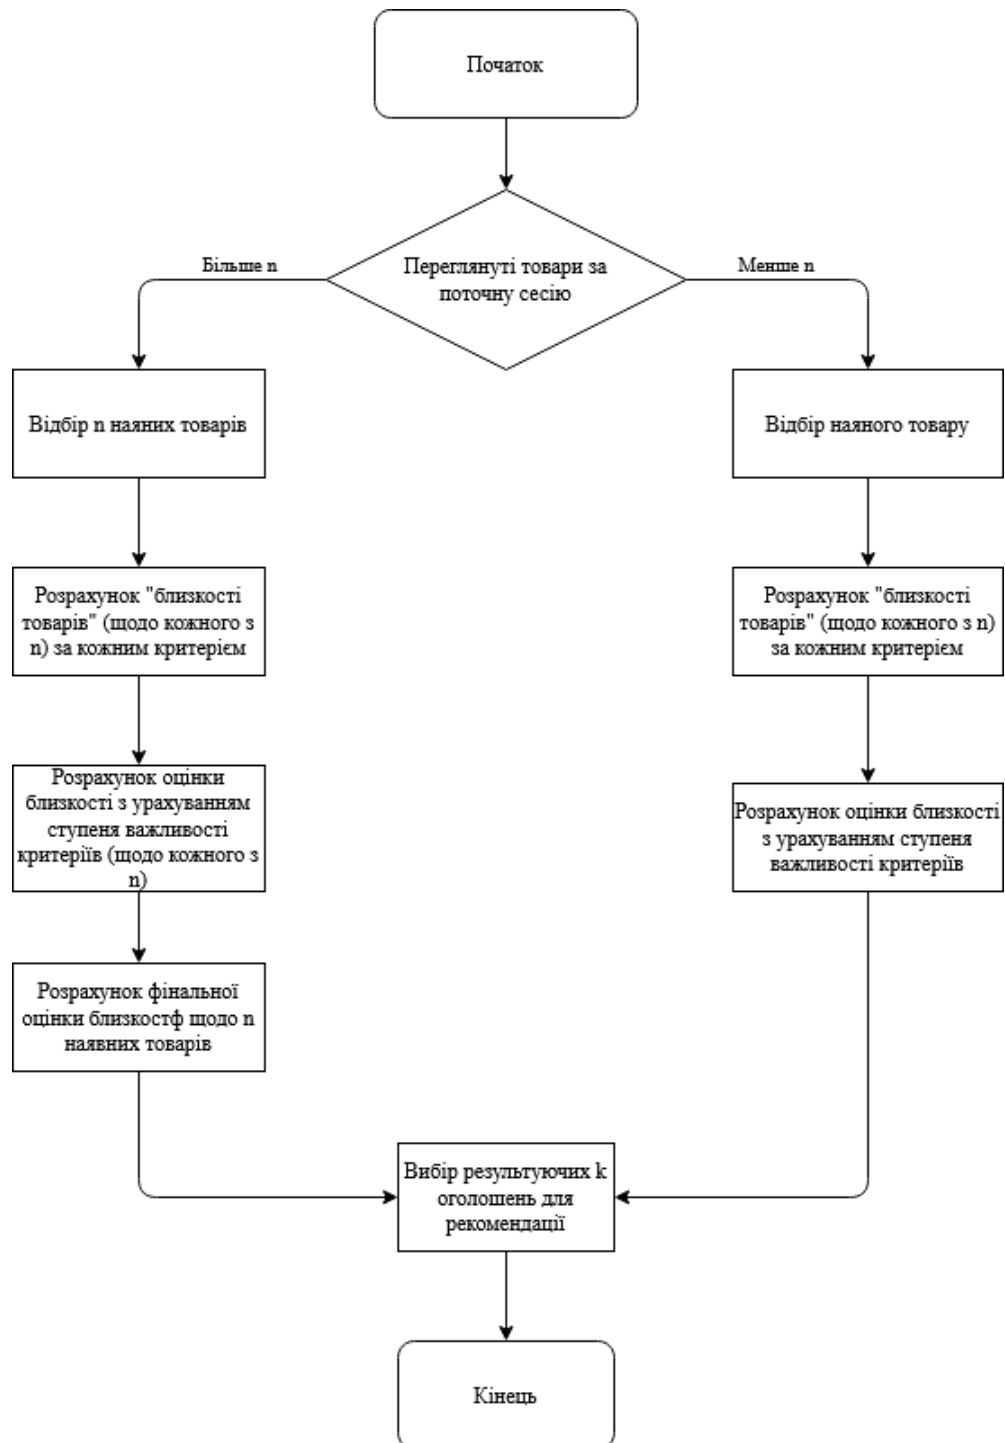 Початок
Більше n
Переглянуті товари за
поточну сесію
Менше n
Відбір n наяних товарів
Відбір наяного товару
Розрахунок "близкості
товарів" (щодо кожного з
n) за кожним критерієм
Розрахунок "близкості
товарів" (щодо кожного з n)
за кожним критерієм
Розрахунок оцінки
близкості з урахуванням
ступеня важливості
критеріїв (щодо кожного з
n)
Розрахунок оцінки близкості
з урахуванням ступеня
важливості критеріїв
Розрахунок фінальної
оцінки близкостф щодо n
наявних товарів
Вибір результуючих k
оголошень для
рекомендації
Кінець